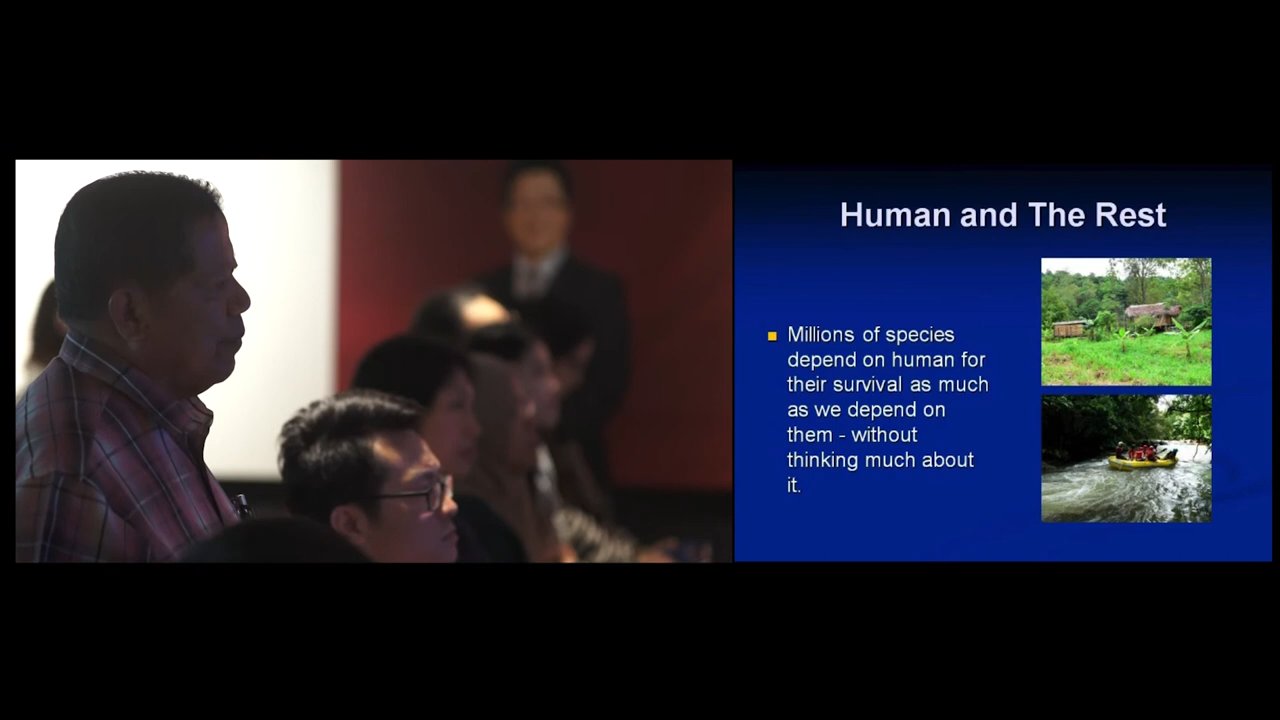 Human and The Rest
Millions of species
depend on human for
their survival as much
as we depend on
them - without
thinking much about
it.